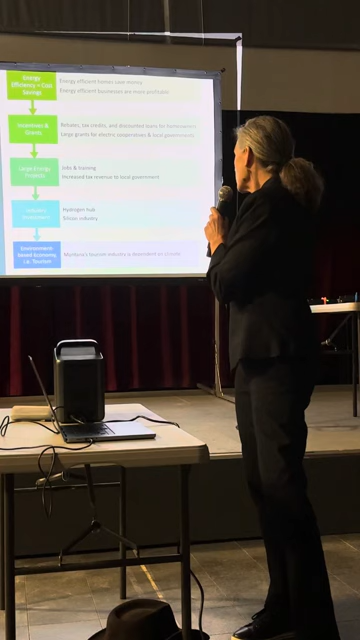 Energy
Efficiency = Cost
Savings
Energy efficient homes save money
Energy efficient businesses are more profitable
Incentives &
Grants
Rebates, tax credits, and discounted loans for homeowners
Large grants for electric cooperatives & local governments
Large Energy
Projects
Jobs & training
Increased tax revenue to local government
Industry
Hydrogen hub
Silicon industry
Environment-
based Economy
i.e. Tourism
Montana's tourism industry is dependent on climate